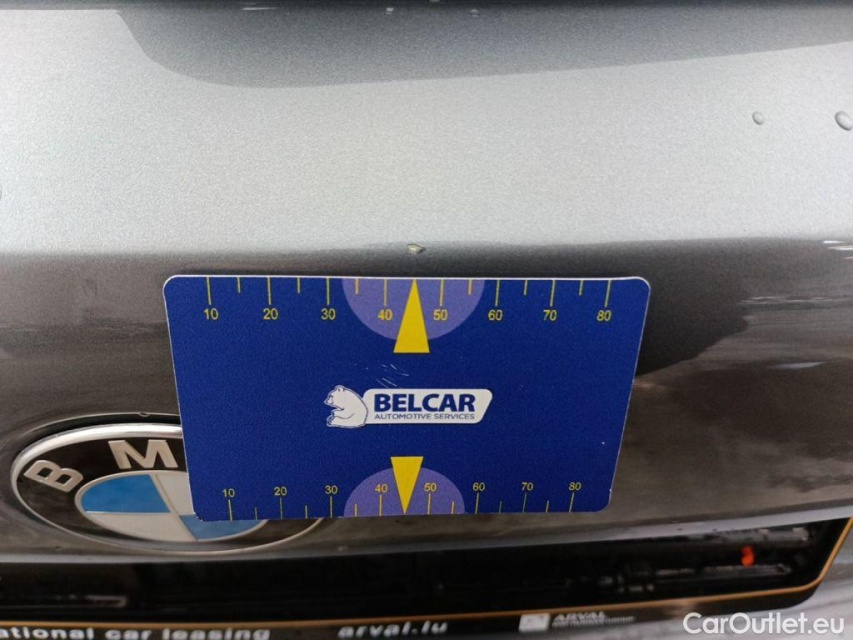 10 20 30 40 50 60 70 80
BELCAR
AUTOMOTIVE SERVICES
BM
10 20 30 40 50 60 70 80
ational car leasing arval.lu ARVAL
CarOutlet.eu